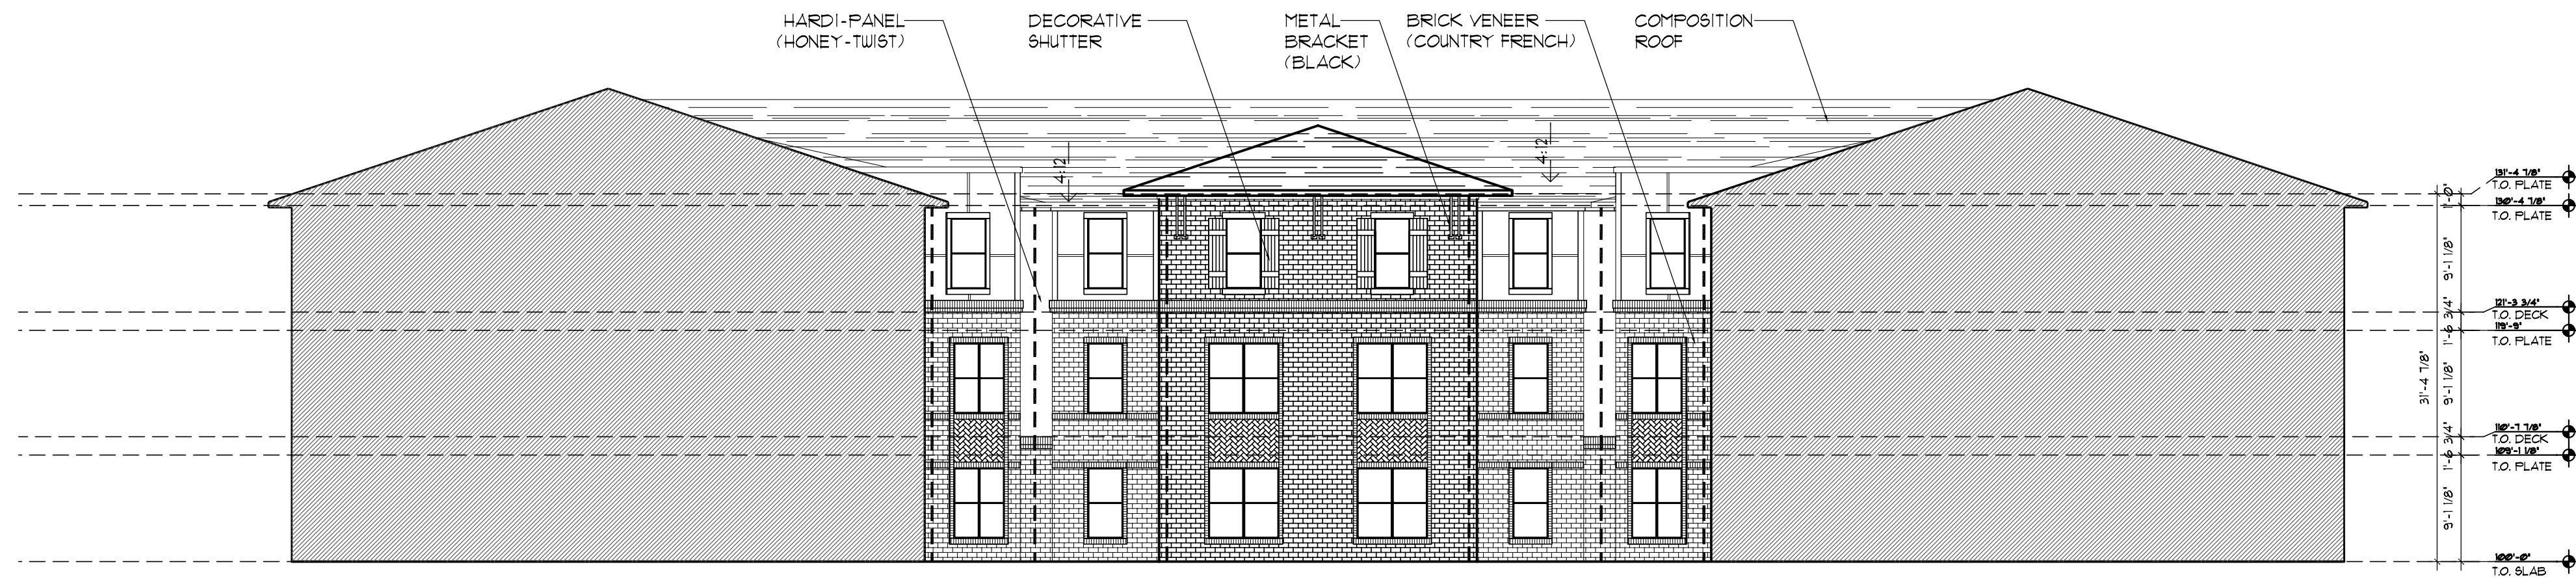 HARDI-PANEL
(HONEY-TWIST)
DECORATIVE
SHUTTER
METAL
BRACKET
(BLACK)
BRICK VENEER
(COUNTRY FRENCH)
COMPOSITION
ROOF
4:12
4:12
131'-4 7/8"
T.O. PLATE
1'-0"
130'-4 7/8"
T.O. PLATE
9'-1 1/8"
121'-3 3/4"
T.O. DECK
1'-6 3/4"
119'-9"
T.O. PLATE
31'-4 7/8"
9'-1 1/8"
110'-7 7/8"
T.O. DECK
1'-6 3/4"
109'-1 1/8"
T.O. PLATE
9'-1 1/8"
100'-0"
T.O. SLAB